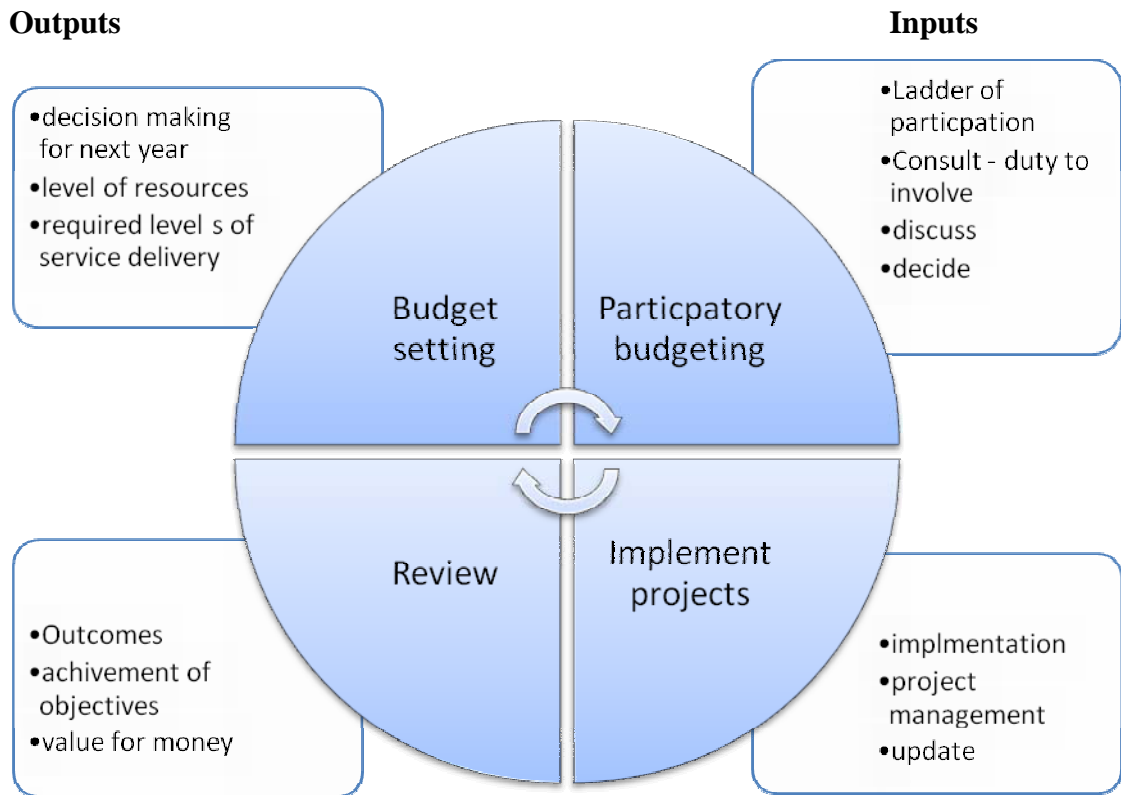 Outputs
Inputs
•decision making
for next year
•level of resources
•required level s of
service delivery
•Ladder of
particpation
•Consult - duty to
involve
•discuss
•decide
Budget
setting
Particpatory
budgeting
Review
Implement
projects
•Outcomes
•achivement of
objectives
•value for money
•implmentation
•project
management
•update